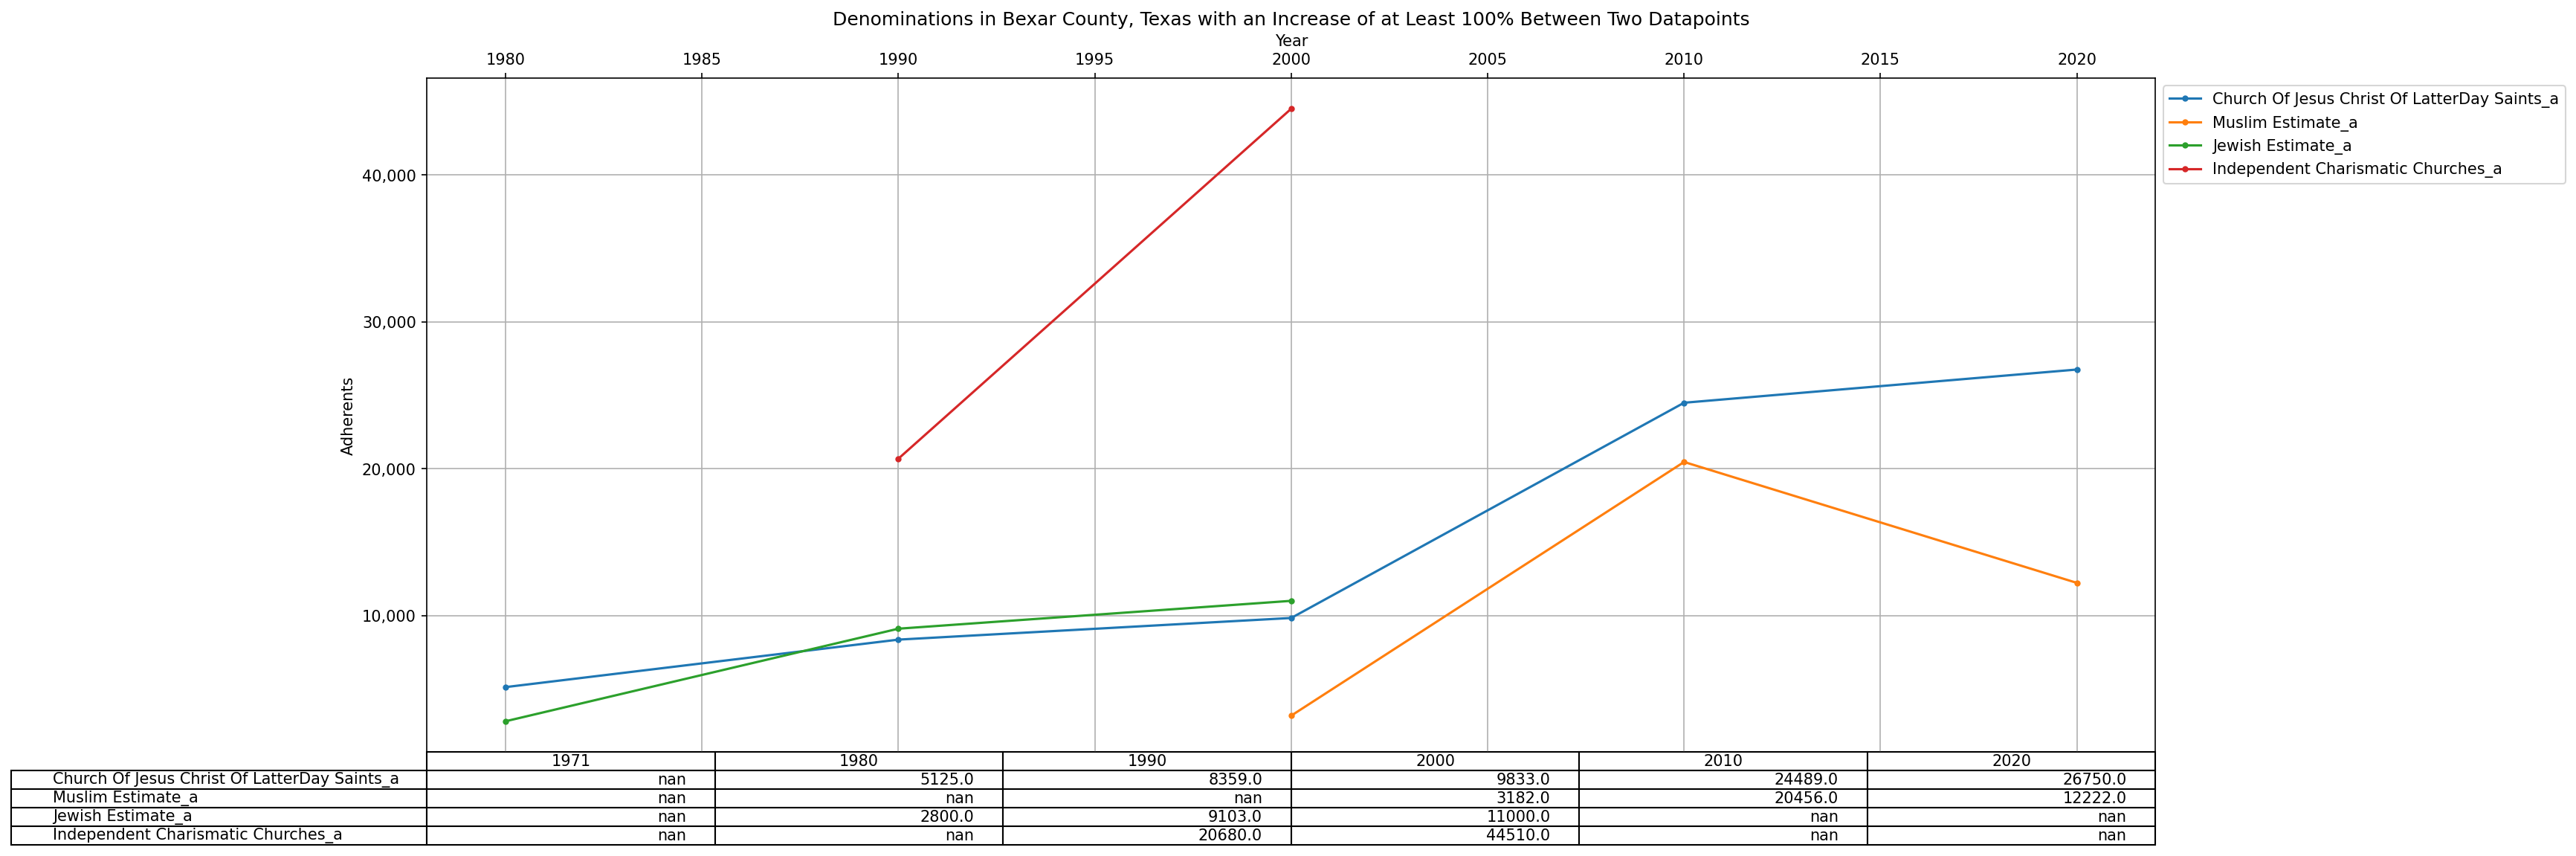 Denominations in Bexar County, Texas with an Increase of at Least 100% Between Two Datapoints
Year
1980 1985 1990 1995 2000 2005 2010 2015 2020
Church Of Jesus Christ Of LatterDay Saints_a
Muslim Estimate_a
Jewish Estimate_a
Independent Charismatic Churches_a
40,000
30,000
20,000
10,000
Adherents
1971 1980 1990 2000 2010 2020
Church Of Jesus Christ Of LatterDay Saints_a nan 5125.0 8359.0 9833.0 24489.0 26750.0
Muslim Estimate_a nan nan nan 3182.0 20456.0 12222.0
Jewish Estimate_a nan 2800.0 9103.0 11000.0 nan nan
Independent Charismatic Churches_a nan nan 20680.0 44510.0 nan nan